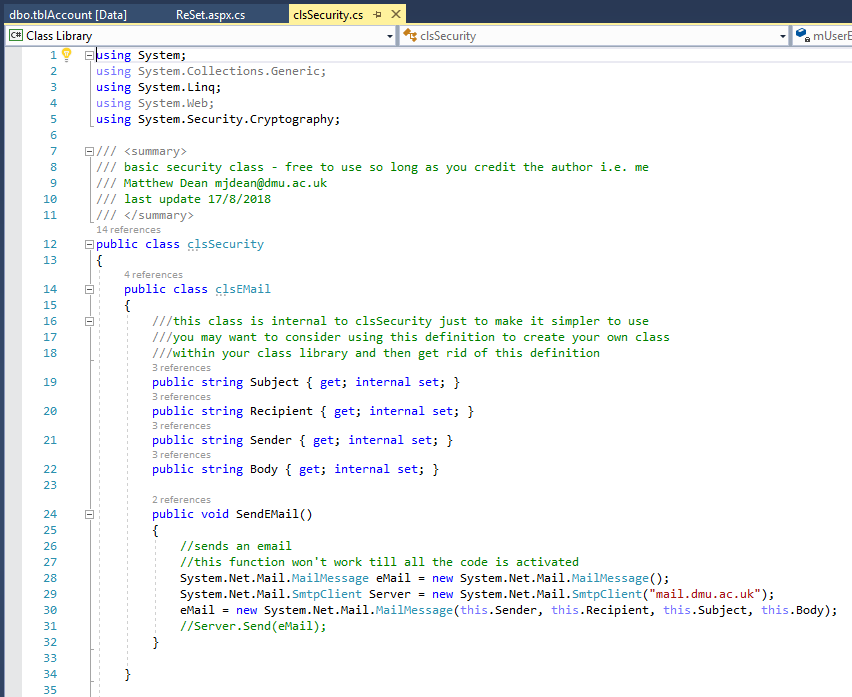 dbo.tblAccount [Data] ReSet.aspx.cs clsSecurity.cs
C# Class Library clsSecurity
1 using System;
2 using System.Collections.Generic;
3 using System.Linq;
4 using System.Web;
5 using System.Security.Cryptography;
6
7 /// <summary>
8 /// basic security class - free to use so long as you credit the author i.e. me
9 /// Matthew Dean mjdean@dmu.ac.uk
10 /// last update 17/8/2018
11 /// </summary>
14 references
12 public class clsSecurity
13 {
4 references
14 public class clsEMail
15 {
16 ///this class is internal to clsSecurity just to make it simpler to use
17 ///you may want to consider using this definition to create your own class
18 ///within your class library and then get rid of this definition
3 references
19 public string Subject { get; internal set; }
3 references
20 public string Recipient { get; internal set; }
3 references
21 public string Sender { get; internal set; }
3 references
22 public string Body { get; internal set; }
23
2 references
24 public void SendEMail()
25 {
26 //sends an email
27 //this function won't work till all the code is activated
28 System.Net.Mail.MailMessage eMail = new System.Net.Mail.MailMessage();
29 System.Net.Mail.SmtpClient Server = new System.Net.Mail.SmtpClient("mail.dmu.ac.uk");
30 eMail = new System.Net.Mail.MailMessage(this.Sender, this.Recipient, this.Subject, this.Body);
31 //Server.Send(eMail);
32 }
33
34 }
35